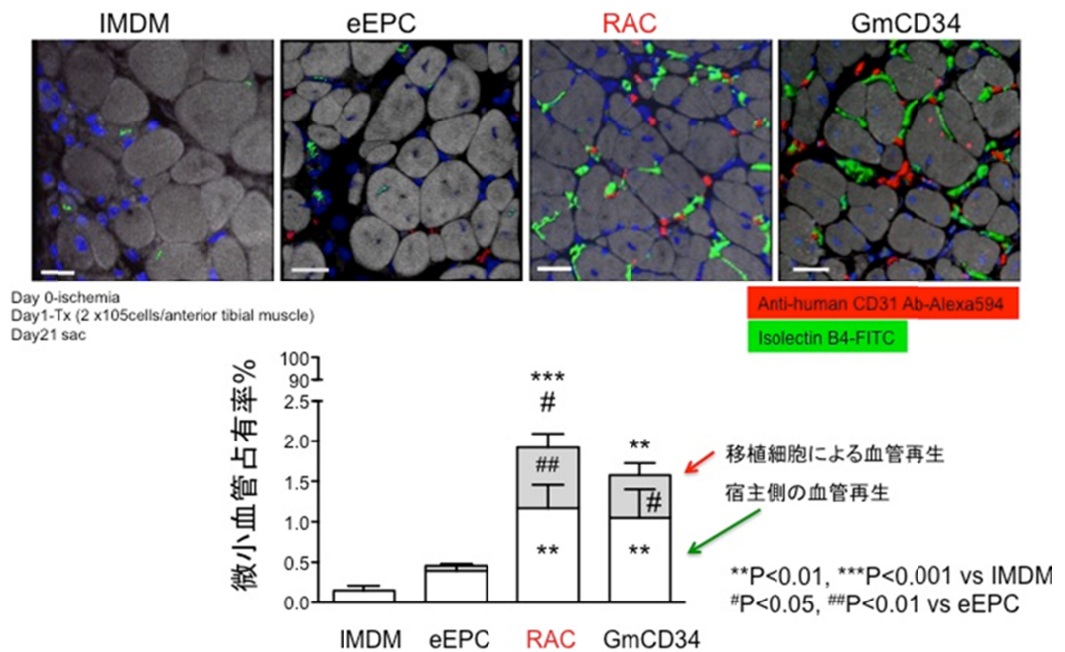 IMDM eEPC RAC GmCD34
Day 0-ischemia
Day1-Tx (2 x105cells/anterior tibial muscle)
Day21 sac
Anti-human CD31 Ab-Alexa594
Isolectin B4-FITC
微小血管占有率%
100
90
2.5
2.0
1.5
1.0
0.5
0.0
***
#
##
**
**
#
**
移植細胞による血管再生
宿主側の血管再生
**P<0.01, ***P<0.001 vs IMDM
#P<0.05, ##P<0.01 vs eEPC
IMDM eEPC RAC GmCD34